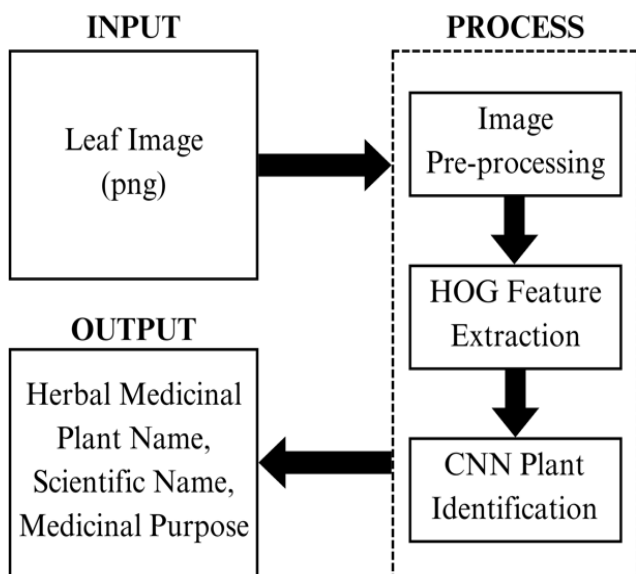 INPUT
Leaf Image
(png)
PROCESS
Image
Pre-processing
HOG Feature
Extraction
CNN Plant
Identification
OUTPUT
Herbal Medicinal
Plant Name,
Scientific Name,
Medicinal Purpose